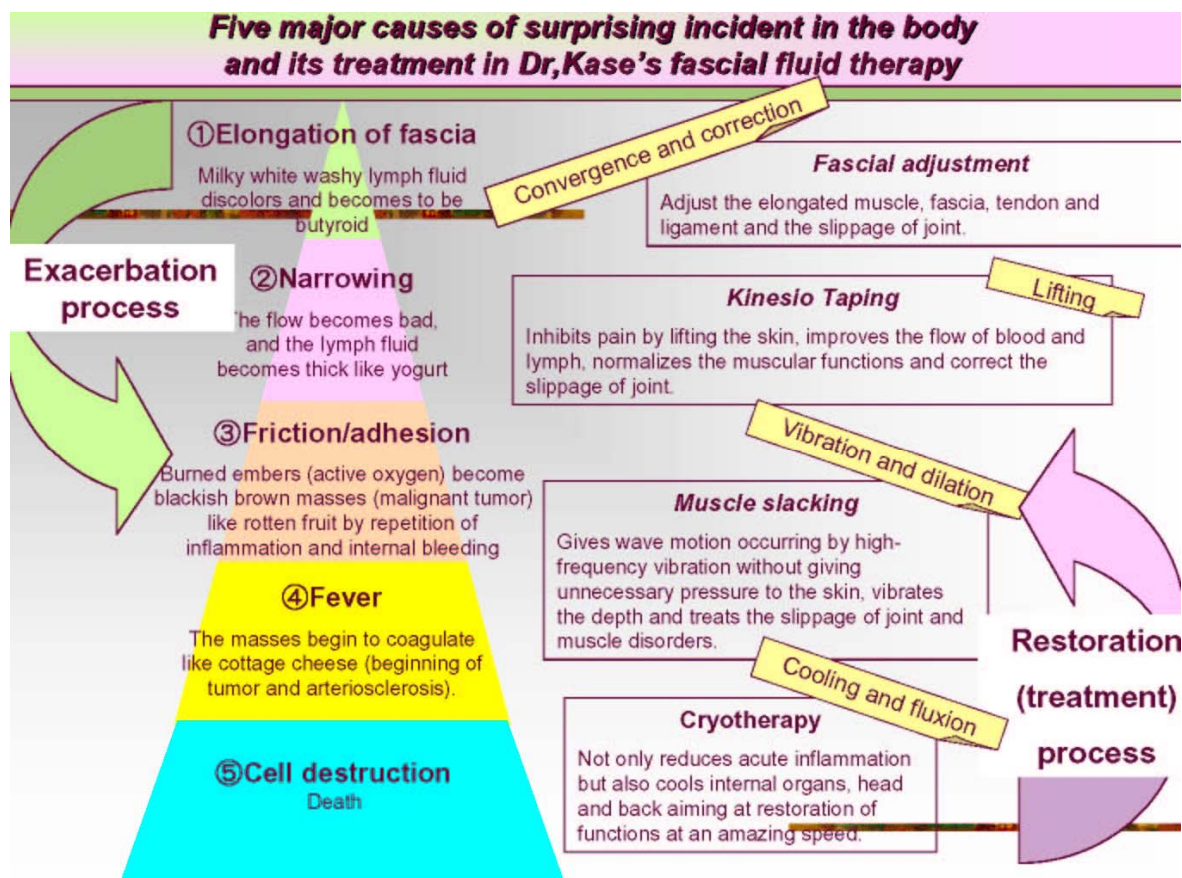 Five major causes of surprising incident in the body
and its treatment in Dr,Kase's fascial fluid therapy
①Elongation of fascia
Milky white washy lymph fluid
discolors and becomes to be
butyroid
Exacerbation
process
②Narrowing
The flow becomes bad,
and the lymph fluid
becomes thick like yogurt
③Friction/adhesion
Burned embers (active oxygen) become
blackish brown masses (malignant tumor)
like rotten fruit by repetition of
inflammation and internal bleeding
④Fever
The masses begin to coagulate
like cottage cheese (beginning of
tumor and arteriosclerosis).
⑤Cell destruction
Death
Convergence and correction
Fascial adjustment
Adjust the elongated muscle, fascia, tendon and
ligament and the slippage of joint.
Lifting
Kinesio Taping
Inhibits pain by lifting the skin, improves the flow of blood and
lymph, normalizes the muscular functions and correct the
slippage of joint.
Vibration and dilation
Muscle slacking
Gives wave motion occurring by high-
frequency vibration without giving
unnecessary pressure to the skin, vibrates
the depth and treats the slippage of joint and
muscle disorders.
Cooling and fluxion
Cryotherapy
Not only reduces acute inflammation
but also cools internal organs, head
and back aiming at restoration of
functions at an amazing speed.
Restoration
(treatment)
process